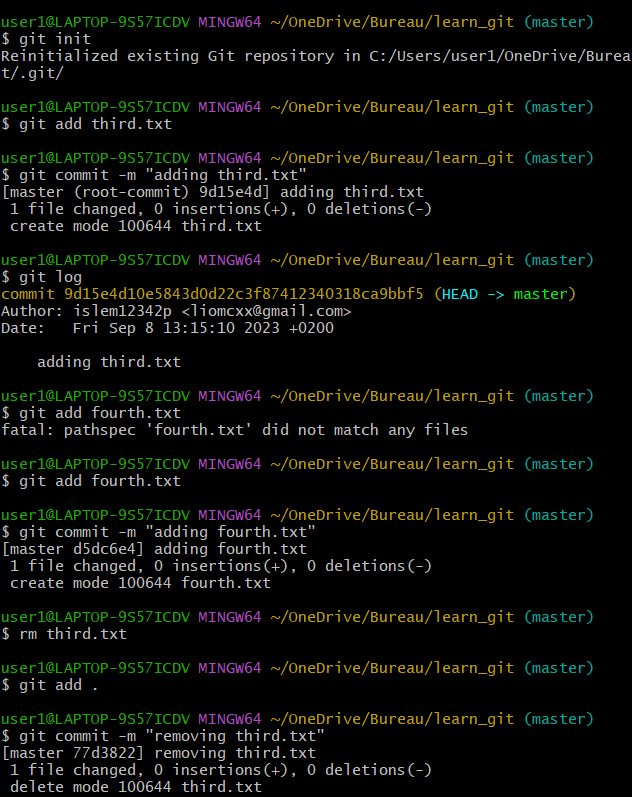 user1@LAPTOP-9S57ICDV MINGW64 ~/OneDrive/Bureau/learn_git (master)
$ git init
Reinitialized existing Git repository in C:/Users/user1/OneDrive/Burea
t/.git/
user1@LAPTOP-9S57ICDV MINGW64 ~/OneDrive/Bureau/learn_git (master)
$ git add third.txt
user1@LAPTOP-9S57ICDV MINGW64 ~/OneDrive/Bureau/learn_git (master)
$ git commit -m "adding third.txt"
[master (root-commit) 9d15e4d] adding third.txt
 1 file changed, 0 insertions(+), 0 deletions(-)
 create mode 100644 third.txt
user1@LAPTOP-9S57ICDV MINGW64 ~/OneDrive/Bureau/learn_git (master)
$ git log
commit 9d15e4d10e5843d0d22c3f87412340318ca9bbf5 (HEAD -> master)
Author: islem12342p <liomcxx@gmail.com>
Date:   Fri Sep 8 13:15:10 2023 +0200
    adding third.txt
user1@LAPTOP-9S57ICDV MINGW64 ~/OneDrive/Bureau/learn_git (master)
$ git add fourth.txt
fatal: pathspec 'fourth.txt' did not match any files
user1@LAPTOP-9S57ICDV MINGW64 ~/OneDrive/Bureau/learn_git (master)
$ git add fourth.txt
user1@LAPTOP-9S57ICDV MINGW64 ~/OneDrive/Bureau/learn_git (master)
$ git commit -m "adding fourth.txt"
[master d5dc6e4] adding fourth.txt
 1 file changed, 0 insertions(+), 0 deletions(-)
 create mode 100644 fourth.txt
user1@LAPTOP-9S57ICDV MINGW64 ~/OneDrive/Bureau/learn_git (master)
$ rm third.txt
user1@LAPTOP-9S57ICDV MINGW64 ~/OneDrive/Bureau/learn_git (master)
$ git add .
user1@LAPTOP-9S57ICDV MINGW64 ~/OneDrive/Bureau/learn_git (master)
$ git commit -m "removing third.txt"
[master 77d3822] removing third.txt
 1 file changed, 0 insertions(+), 0 deletions(-)
 delete mode 100644 third.txt